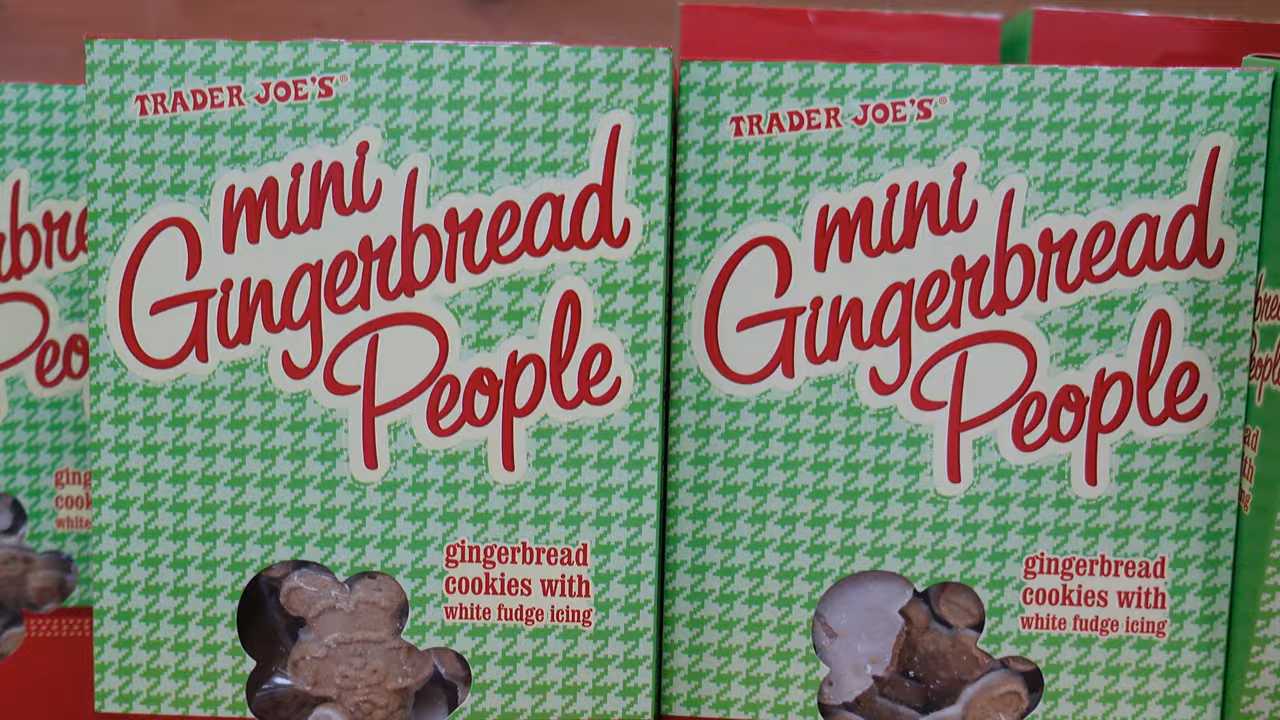 TRADER JOE'S®
mini
Gingerbread
People
gingerbread
cookies with
white fudge icing
TRADER JOE'S®
mini
Gingerbread
People
gingerbread
cookies with
white fudge icing